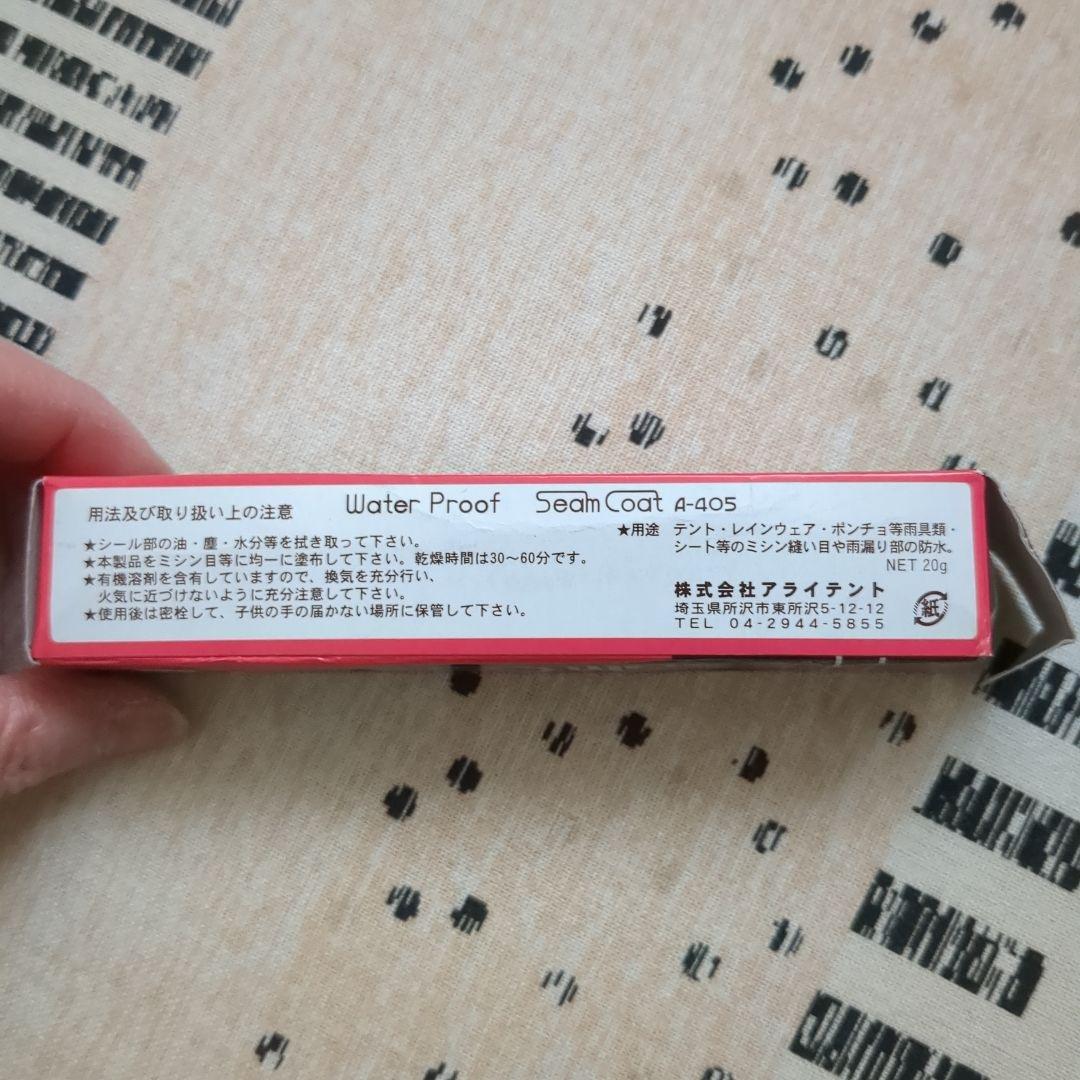 用法及び取り扱い上の注意
Water Proof Seam Coat A-405
★シール部の油・塵・水分等を拭き取って下さい。
★本製品をミシン目等に均一に塗布して下さい。乾燥時間は30〜60分です。
★有機溶剤を含有していますので、換気を充分行い、
火気に近づけないように充分注意して下さい。
★使用後は密栓して、子供の手の届かない場所に保管して下さい。
★用途 テント・レインウェア・ポンチョ等雨具類・
シート等のミシン縫い目や雨漏り部の防水。
NET 20g
株式会社アライテント
埼玉県所沢市東所沢5-12-12
TEL 04-2944-5855
紙